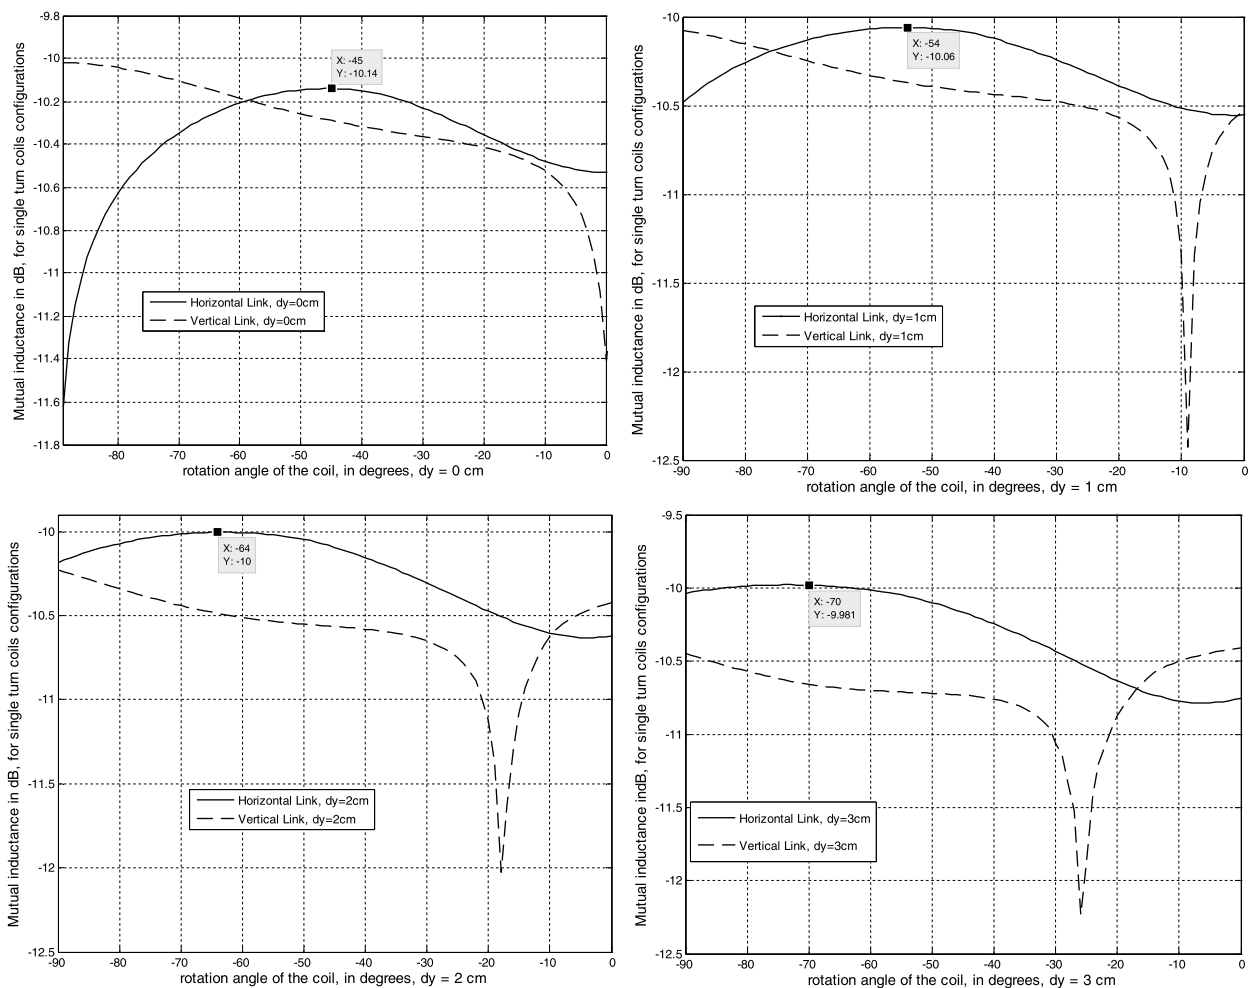 -9.8
-10
-10.2
-10.4
-10.6
-10.8
-11
-11.2
-11.4
-11.6
-11.8
Mutual inductance in dB, for single turn coils configurations
X: -45
Y: -10.14
Horizontal Link, dy=0cm
Vertical Link, dy=0cm
-80 -70 -60 -50 -40 -30 -20 -10 0
rotation angle of the coil, in degrees, dy = 0 cm
-10
-10.5
-11
-11.5
-12
-12.5
Mutual inductance in dB, for single turn coils configurations
X: -54
Y: -10.06
Horizontal Link, dy=1cm
Vertical Link, dy=1cm
-90 -80 -70 -60 -50 -40 -30 -20 -10 0
rotation angle of the coil, in degrees, dy = 1 cm
-10
-10.5
-11
-11.5
-12
-12.5
Mutual inductance in dB, for single turn coils configurations
X: -64
Y: -10
Horizontal Link, dy=2cm
Vertical Link, dy=2cm
-90 -80 -70 -60 -50 -40 -30 -20 -10 0
rotation angle of the coil, in degrees, dy = 2 cm
-9.5
-10
-10.5
-11
-11.5
-12
-12.5
Mutual inductance indB, for single turn coils configurations
X: -70
Y: -9.981
Horizontal Link, dy=3cm
Vertical Link, dy=3cm
-90 -80 -70 -60 -50 -40 -30 -20 -10 0
rotation angle of the coil, in degrees, dy = 3 cm